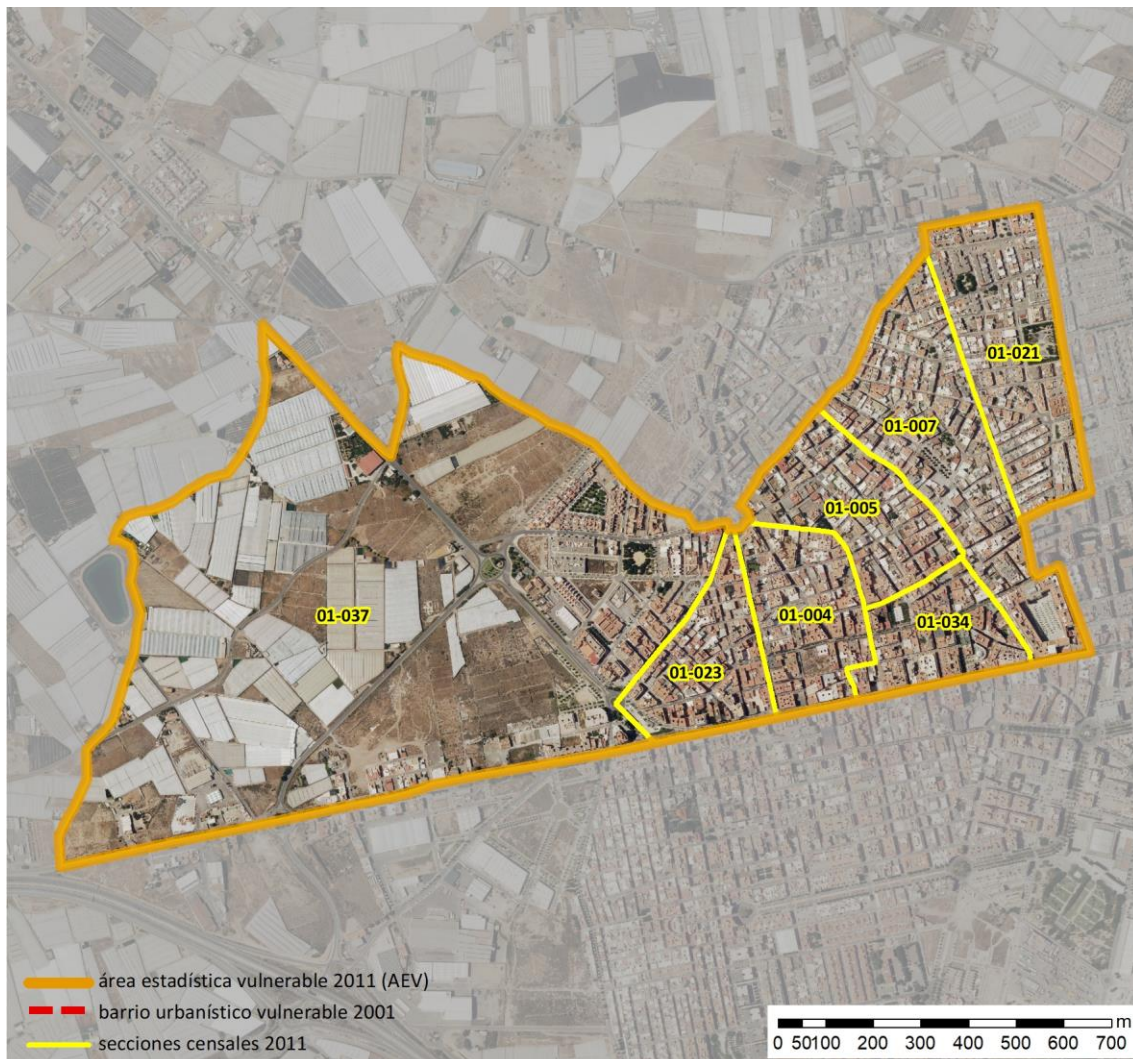 01-021
01-007
01-005
01-037
01-004
01-034
01-023
área estadística vulnerable 2011 (AEV)
barrio urbanístico vulnerable 2001
secciones censales 2011
m
0 50100 200 300 400 500 600 700